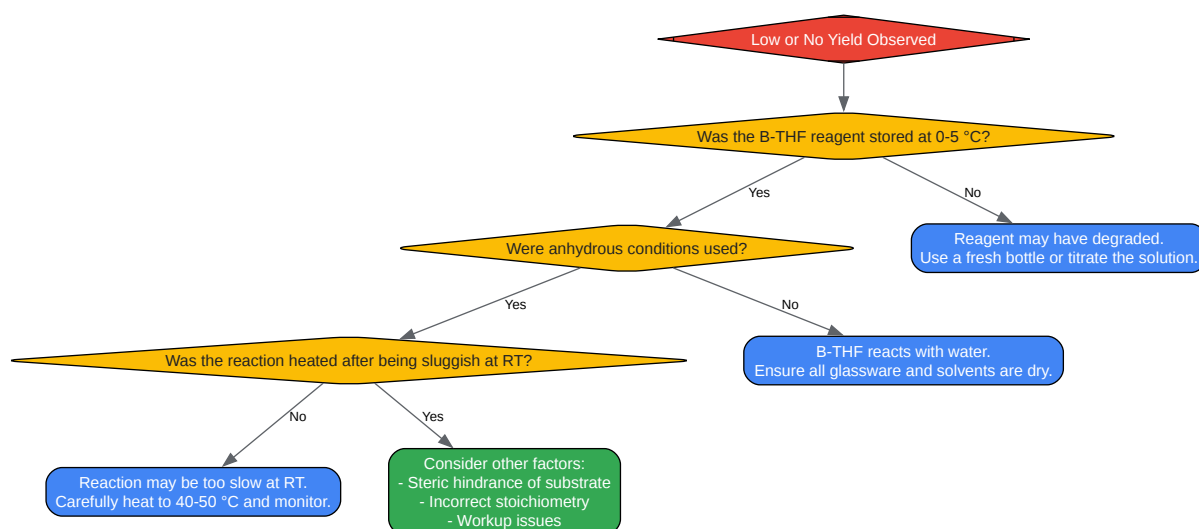 Low or No Yield Observed
Was the B-THF reagent stored at 0-5 °C?
Yes
No
Were anhydrous conditions used?
Reagent may have degraded.
Use a fresh bottle or titrate the solution.
Yes
No
Was the reaction heated after being sluggish at RT?
B-THF reacts with water.
Ensure all glassware and solvents are dry.
No
Yes
Reaction may be too slow at RT.
Carefully heat to 40-50 °C and monitor.
Consider other factors:
- Steric hindrance of substrate
- Incorrect stoichiometry
- Workup issues